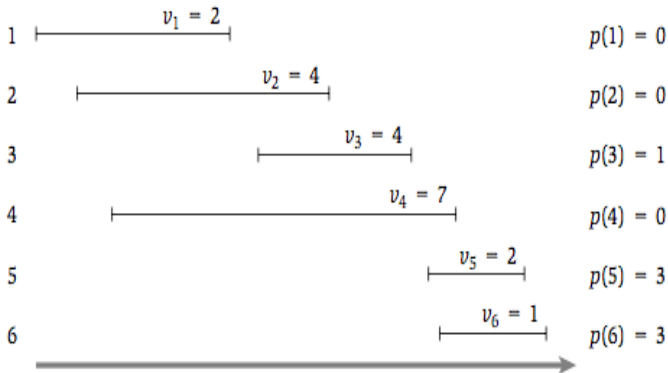 1 v₁ = 2 p(1) = 0
2 v₂ = 4 p(2) = 0
3 v₃ = 4 p(3) = 1
4 v₄ = 7 p(4) = 0
5 v₅ = 2 p(5) = 3
6 v₆ = 1 p(6) = 3